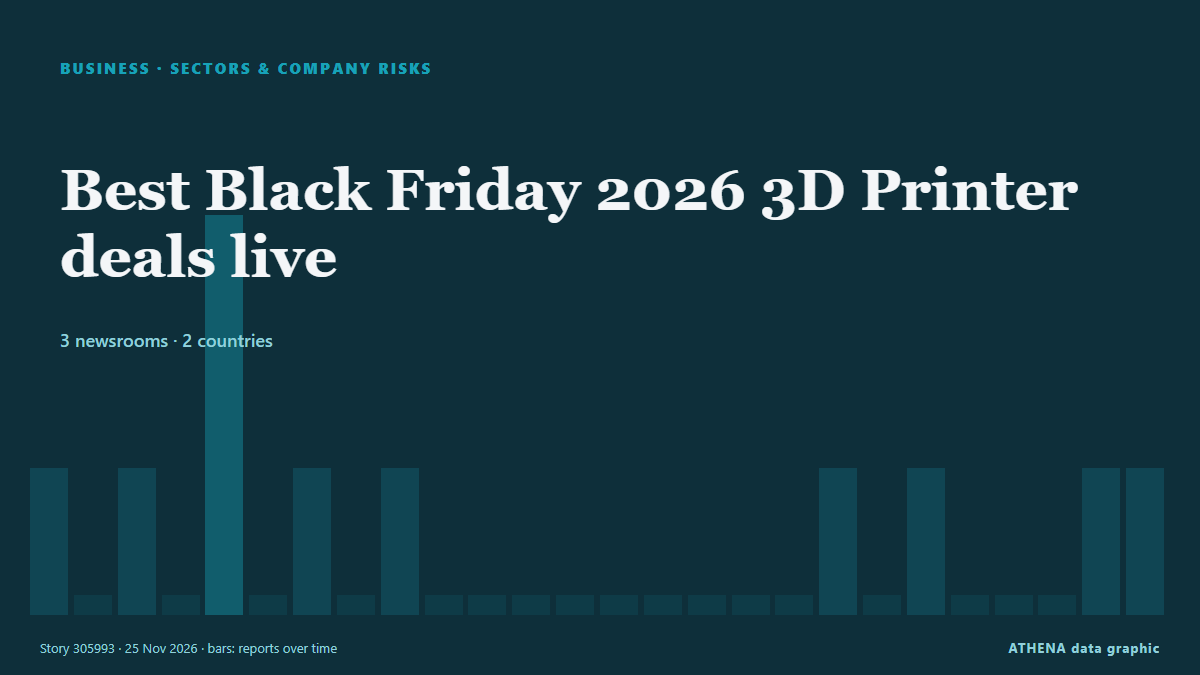 BUSINESS · SECTORS & COMPANY RISKS
Best Black Friday 2026 3D Printer
deals live
3 newsrooms · 2 countries
Story 305993 · 25 Nov 2026 · bars: reports over time
ATHENA data graphic